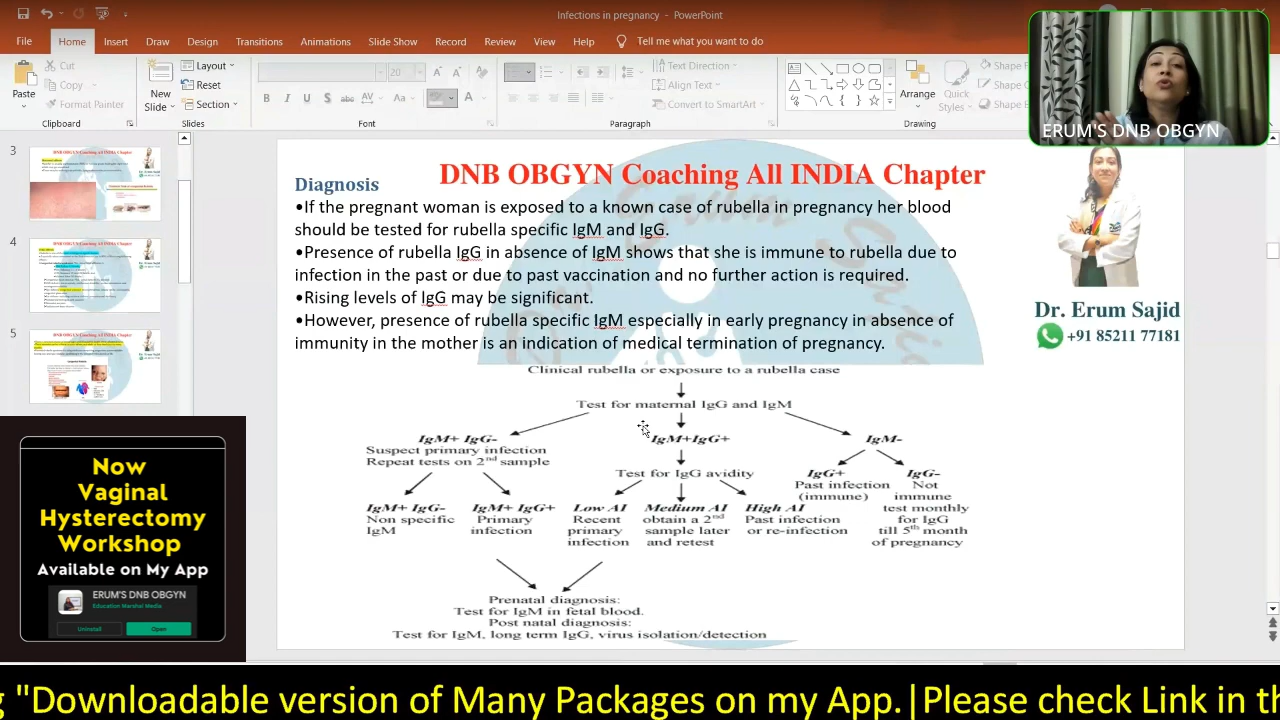 Infections in pregnancy - PowerPoint
File Home Insert Draw Design Transitions Animations Slide Show Record Review View Help Tell me what you want to do
Paste
Cut
Copy
Format Painter
Clipboard
New
Slide
Layout
Reset
Section
Slides
20
Font
Text Direction
Align Text
Convert to SmartArt
Paragraph
Arrange
Quick
Styles
Shape
Drawing
ERUM'S DNB OBGYN
3
4
5
DNB OBGYN Coaching All INDIA Chapter
Diagnosis
•If the pregnant woman is exposed to a known case of rubella in pregnancy her blood
should be tested for rubella specific IgM and IgG.
•Presence of rubella IgG in absence of IgM shows that she immune to rubella due to
infection in the past or due to past vaccination and no further action is required.
•Rising levels of IgG may be significant.
•However, presence of rubella specific IgM especially in early pregnancy in absence of
immunity in the mother is an indication of medical termination of pregnancy.
Clinical rubella or exposure to a rubella case
Test for maternal IgG and IgM
IgM+ IgG-
Suspect primary infection
Repeat tests on 2nd sample
IgM+IgG+
Test for IgG avidity
IgM-
IgG+
Past infection
(immune)
IgG-
Not
immune
test monthly
for IgG
till 5th month
of pregnancy
IgM+ IgG-
Non specific
IgM
IgM+ IgG+
Primary
infection
Low AI
Recent
primary
infection
Medium AI
obtain a 2nd
sample later
and retest
High AI
Past infection
or re-infection
Prenatal diagnosis:
Test for IgM in fetal blood.
Post natal diagnosis:
Test for IgM, long term IgG, virus isolation/detection
Dr. Erum Sajid
+91 85211 77181
Now
Vaginal
Hysterectomy
Workshop
Available on My App
ERUM'S DNB OBGYN
Education Marshal Media
Uninstall
Open
"Downloadable version of Many Packages on my App.|Please check Link in